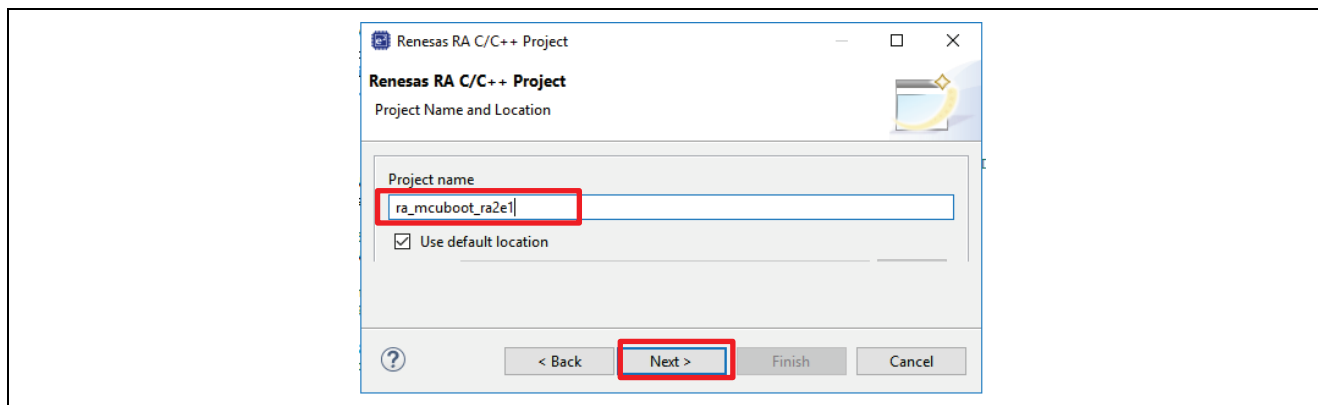 Renesas RA C/C++ Project
Renesas RA C/C++ Project
Project Name and Location
Project name
ra_mcuboot_ra2e1
Use default location
< Back Next > Finish Cancel